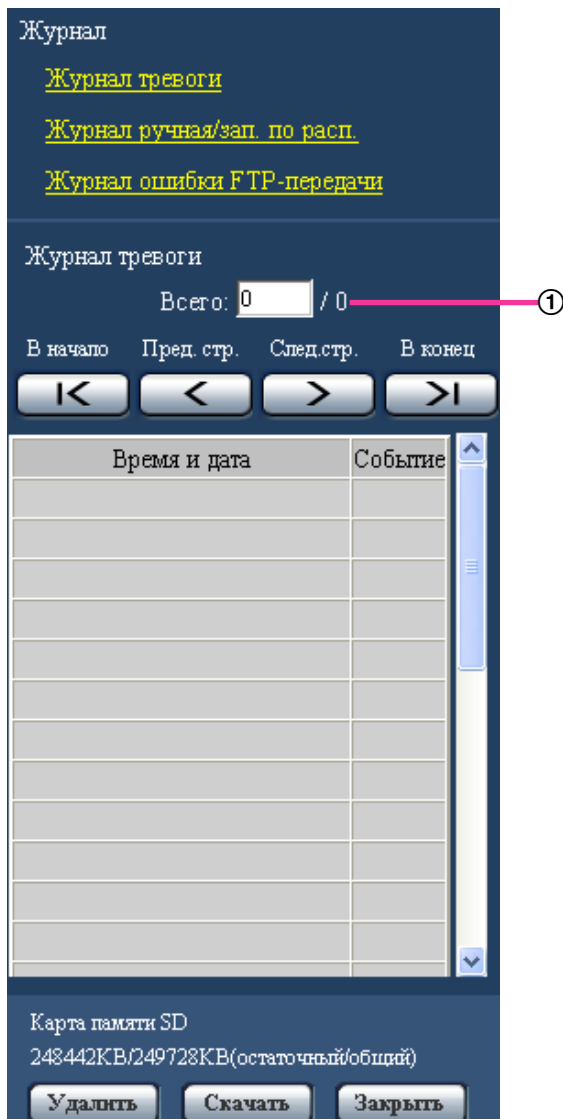 Журнал
Журнал тревоги
Журнал ручная/зап. по расп.
Журнал ошибки FTP-передачи
Журнал тревоги
Всего: 0 / 0 ①
В начало Пред. стр. След.стр. В конец
Время и дата Событие
Карта памяти SD
248442KB/249728KB(остаточный/общий)
Удалить Скачать Закрыть